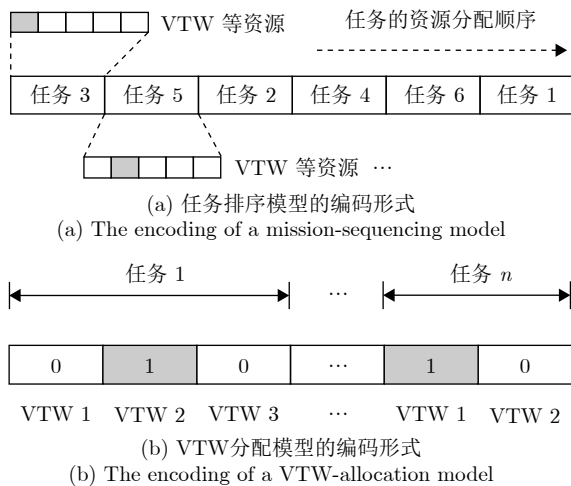 VTW 等资源
任务的资源分配顺序
任务 3 任务 5 任务 2 任务 4 任务 6 任务 1
VTW 等资源 ···
(a) 任务排序模型的编码形式
(a) The encoding of a mission-sequencing model
任务 1 ··· 任务 n
0 1 0 ··· 1 0
VTW 1 VTW 2 VTW 3 ··· VTW 1 VTW 2
(b) VTW分配模型的编码形式
(b) The encoding of a VTW-allocation model